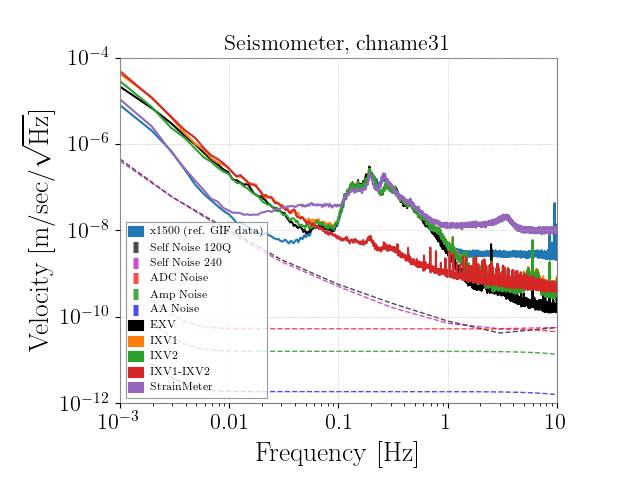 Seismometer, chname31
Velocity [m/sec/√Hz]
10⁻⁴
10⁻⁶
10⁻⁸
10⁻¹⁰
10⁻¹²
x1500 (ref. GIF data)
Self Noise 120Q
Self Noise 240
ADC Noise
Amp Noise
AA Noise
EXV
IXV1
IXV2
IXV1-IXV2
StrainMeter
10⁻³ 0.01 0.1 1 10
Frequency [Hz]